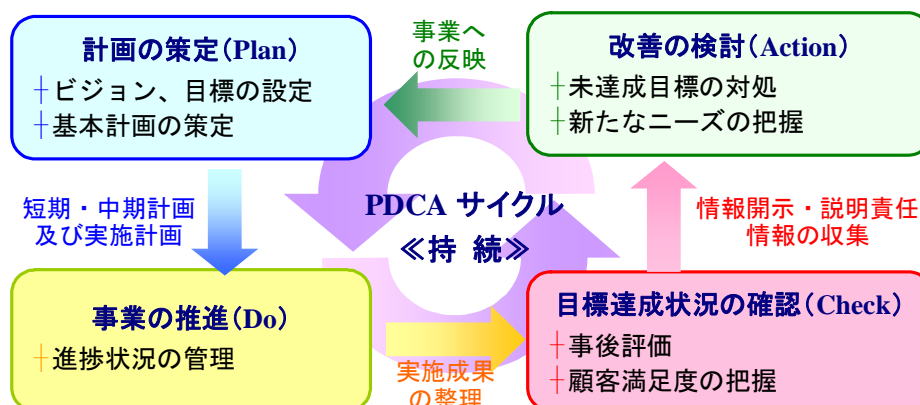 計画の策定(Plan)
┼ビジョン、目標の設定
┼基本計画の策定
事業へ
の反映
改善の検討(Action)
┼未達成目標の対処
┼新たなニーズの把握
短期・中期計画
及び実施計画
PDCA サイクル
≪持 続≫
情報開示・説明責任
情報の収集
事業の推進(Do)
┼進捗状況の管理
実施成果
の整理
目標達成状況の確認(Check)
┼事後評価
┼顧客満足度の把握